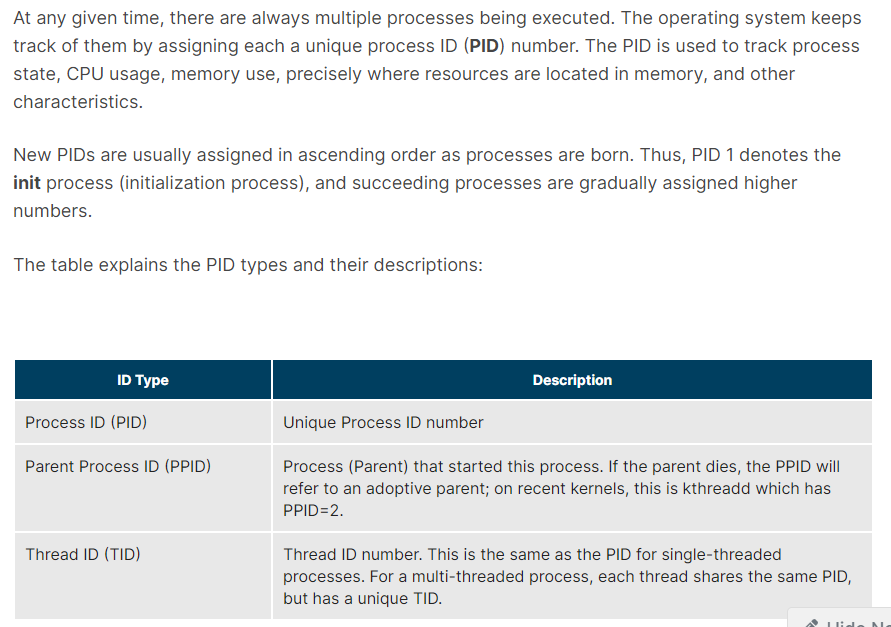 At any given time, there are always multiple processes being executed. The operating system keeps
track of them by assigning each a unique process ID (PID) number. The PID is used to track process
state, CPU usage, memory use, precisely where resources are located in memory, and other
characteristics.
New PIDs are usually assigned in ascending order as processes are born. Thus, PID 1 denotes the
init process (initialization process), and succeeding processes are gradually assigned higher
numbers.
The table explains the PID types and their descriptions:
ID Type
Description
Process ID (PID)
Unique Process ID number
Parent Process ID (PPID)
Process (Parent) that started this process. If the parent dies, the PPID will
refer to an adoptive parent; on recent kernels, this is kthreadd which has
PPID=2.
Thread ID (TID)
Thread ID number. This is the same as the PID for single-threaded
processes. For a multi-threaded process, each thread shares the same PID,
but has a unique TID.